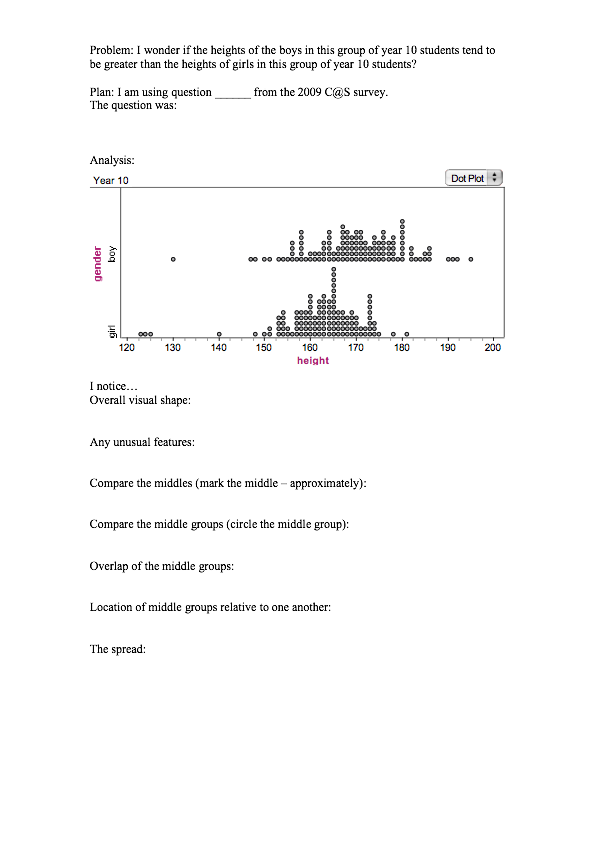 Problem: I wonder if the heights of the boys in this group of year 10 students tend to
be greater than the heights of girls in this group of year 10 students?
Plan: I am using question ______ from the 2009 C@S survey.
The question was:
Analysis:
Year 10
Dot Plot
gender
boy
girl
120 130 140 150 160 170 180 190 200
height
I notice…
Overall visual shape:
Any unusual features:
Compare the middles (mark the middle – approximately):
Compare the middle groups (circle the middle group):
Overlap of the middle groups:
Location of middle groups relative to one another:
The spread: